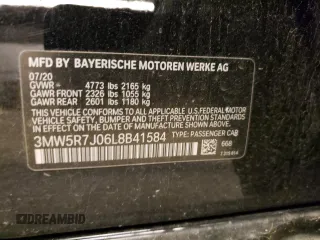 MFD BY BAYERISCHE MOTOREN WERKE AG
07/20
GVWR - 4773 lbs 2165 kg
GAWR FRONT 2326 lbs 1055 kg
GAWR REAR 2601 lbs 1180 kg
THIS VEHICLE CONFORMS TO ALL APPLICABLE
U.S. FEDERAL MOTOR VEHICLE SAFETY, BUMPER,
AND THEFT PREVENTION STANDARDS IN EFFECT
ON THE DATE OF MANUFACTURE SHOWN ABOVE.
3MW5R7J06L8B41584 TYPE: PASSENGER CAR
668
© DREAMBID